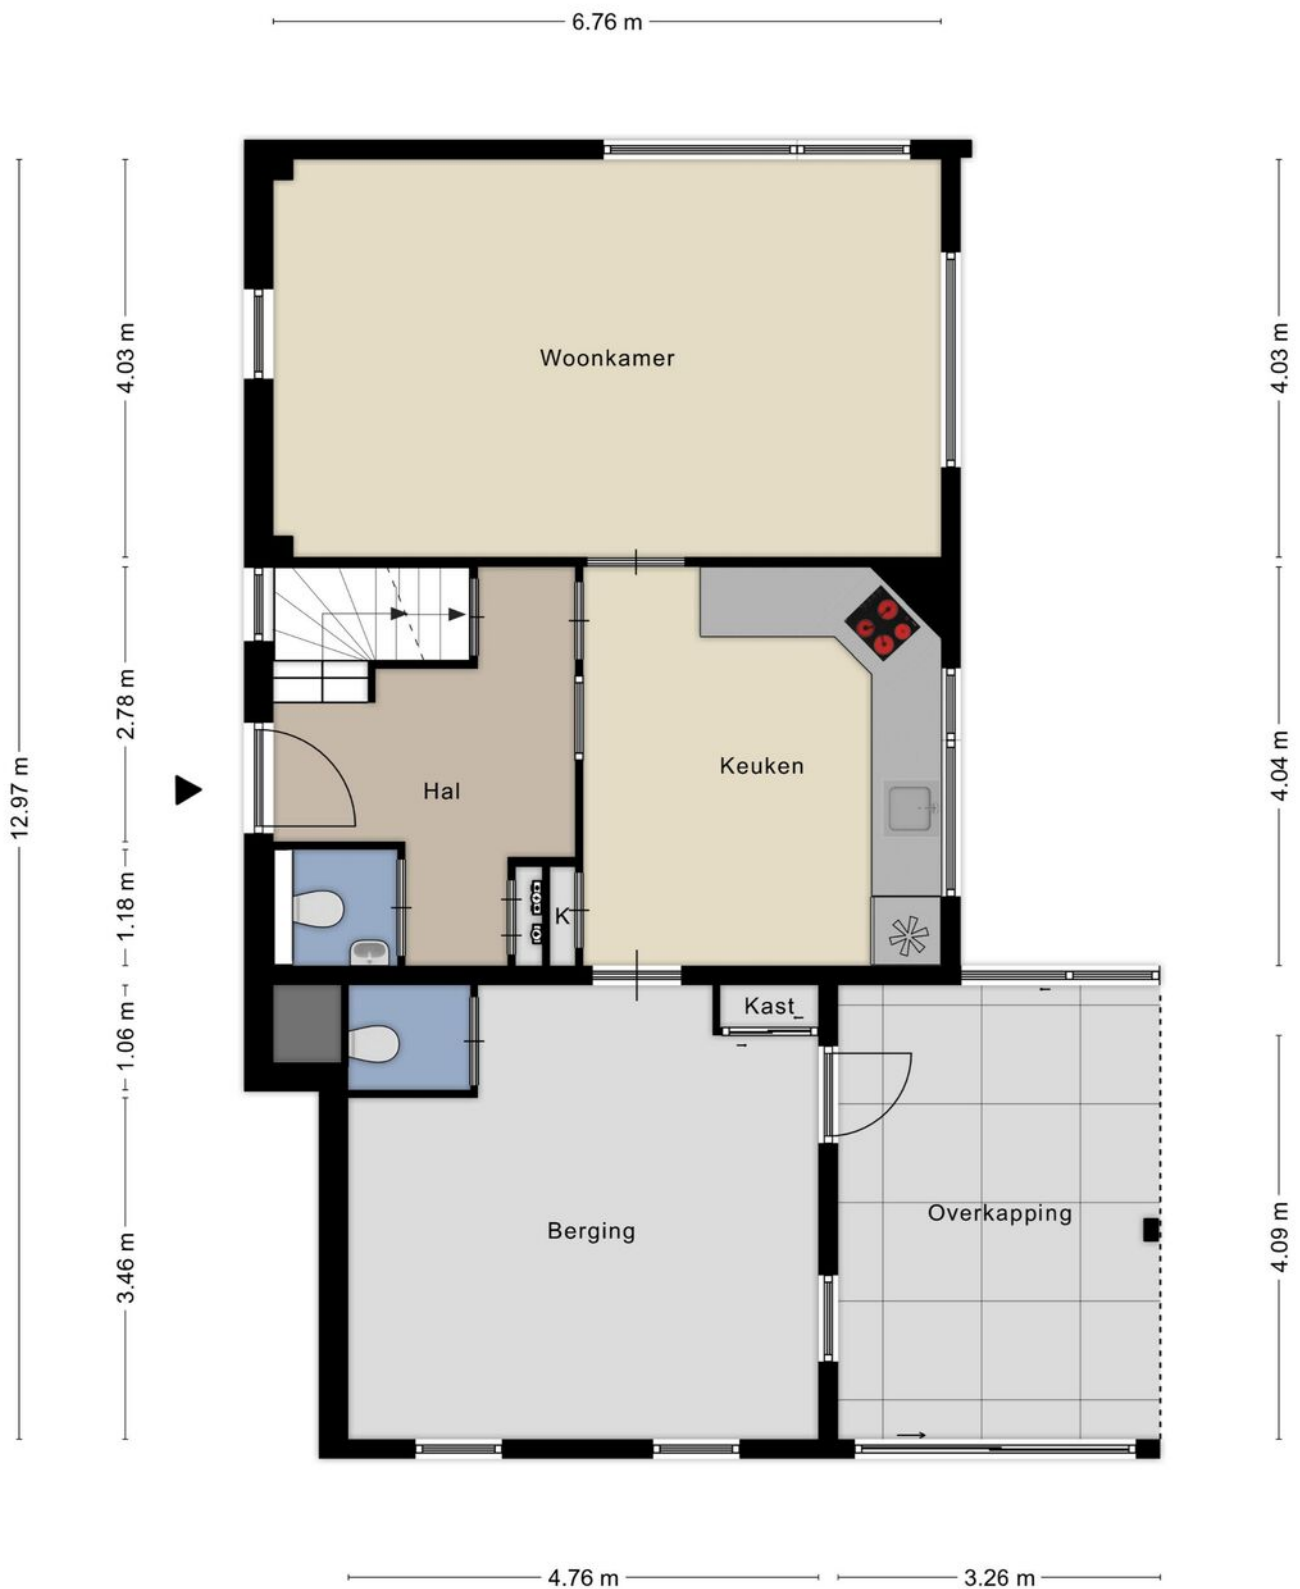 6.76 m
Woonkamer
4.03 m
4.03 m
2.78 m
Keuken
4.04 m
12.97 m
Hal
1.18 m
K
1.06 m
Kast
Overkapping
Berging
4.09 m
3.46 m
4.76 m
3.26 m